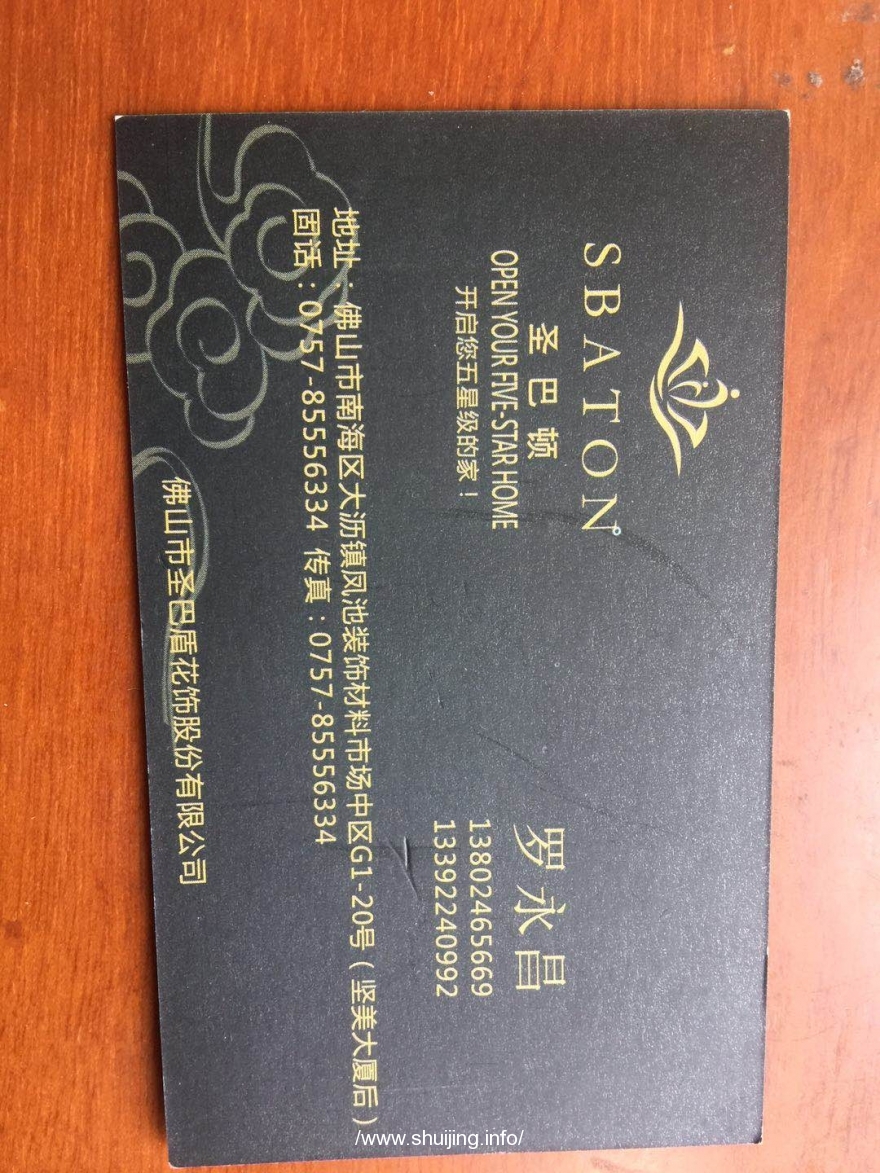 SBATON
圣巴顿
OPEN YOUR FIVE-STAR HOME
开启您五星级的家！
罗永昌
13802465669
13392240992
地址：佛山市南海区大沥镇凤池装饰材料市场中区G1-20号（坚美大厦后）
固话：0757-85556334 传真：0757-85556334
佛山市圣巴盾花饰股份有限公司
/www.shuijing.info/